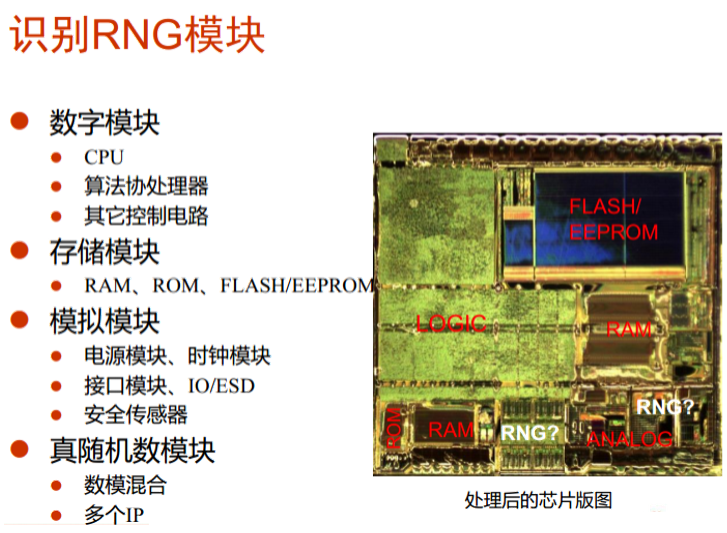 识别RNG模块
数字模块
CPU
算法协处理器
其它控制电路
存储模块
RAM、ROM、FLASH/EEPROM
模拟模块
电源模块、时钟模块
接口模块、IO/ESD
安全传感器
真随机数模块
数模混合
多个IP
FLASH/
EEPROM
LOGIC
RAM
RNG?
ROM
RAM
RNG?
ANALOG
处理后的芯片版图